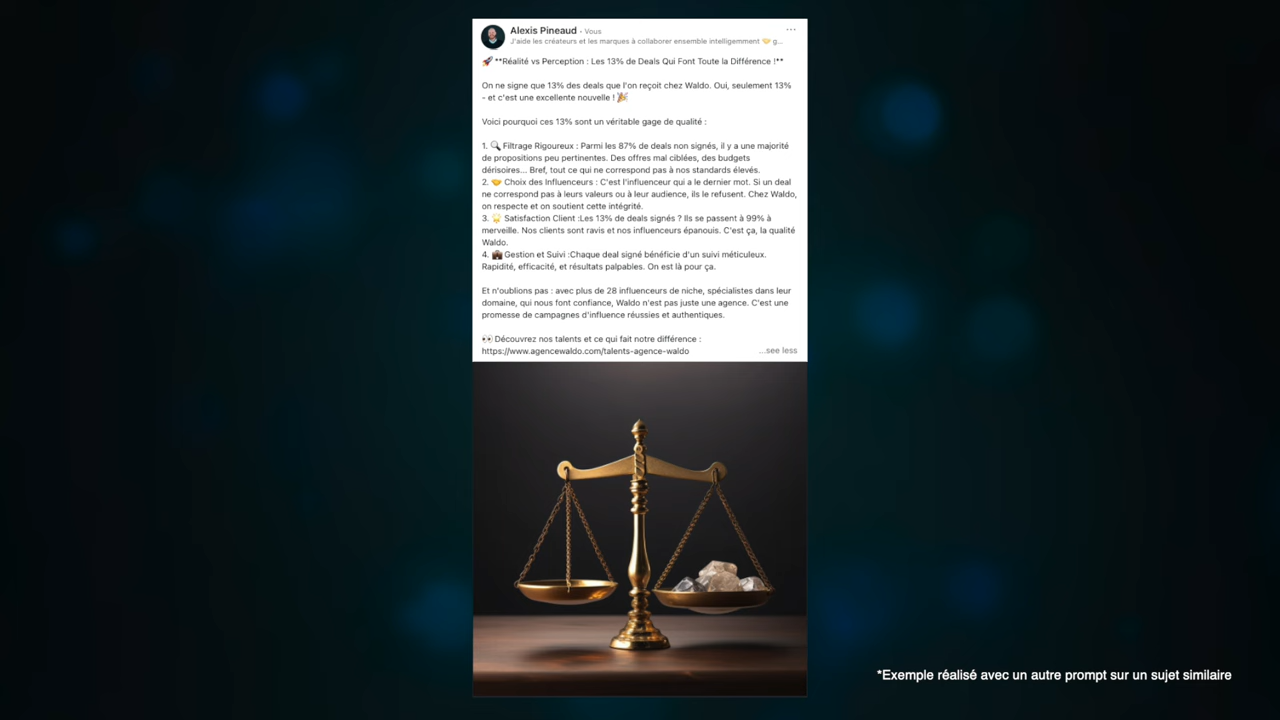 Alexis Pineaud • Vous
J'aide les créateurs et les marques à collaborer ensemble intelligemment 🤝 g...
🚀 **Réalité vs Perception : Les 13% de Deals Qui Font Toute la Différence !**
On ne signe que 13% des deals que l'on reçoit chez Waldo. Oui, seulement 13%
- et c'est une excellente nouvelle ! 🎉
Voici pourquoi ces 13% sont un véritable gage de qualité :
1. 🔍 Filtrage Rigoureux : Parmi les 87% de deals non signés, il y a une majorité
de propositions peu pertinentes. Des offres mal ciblées, des budgets
dérisoires... Bref, tout ce qui ne correspond pas à nos standards élevés.
2. 🤝 Choix des Influenceurs : C'est l'influenceur qui a le dernier mot. Si un deal
ne correspond pas à leurs valeurs ou à leur audience, ils le refusent. Chez Waldo,
on respecte et on soutient cette intégrité.
3. 🌟 Satisfaction Client :Les 13% de deals signés ? Ils se passent à 99% à
merveille. Nos clients sont ravis et nos influenceurs épanouis. C'est ça, la qualité
Waldo.
4. 💼 Gestion et Suivi :Chaque deal signé bénéficie d'un suivi méticuleux.
Rapidité, efficacité, et résultats palpables. On est là pour ça.
Et n'oublions pas : avec plus de 28 influenceurs de niche, spécialistes dans leur
domaine, qui nous font confiance, Waldo n'est pas juste une agence. C'est une
promesse de campagnes d'influence réussies et authentiques.
👀 Découvrez nos talents et ce qui fait notre différence :
https://www.agencewaldo.com/talents-agence-waldo ...see less
*Exemple réalisé avec un autre prompt sur un sujet similaire